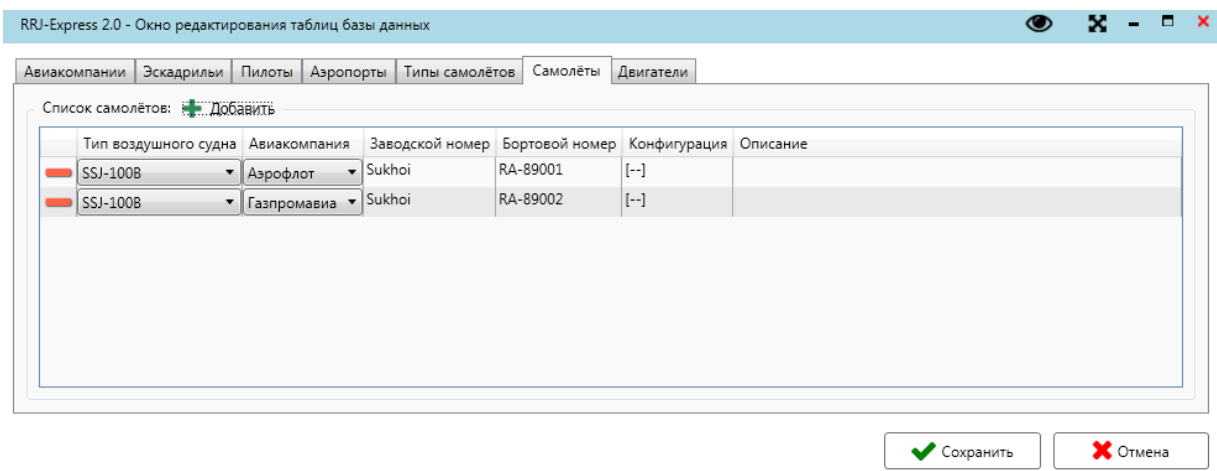 RRJ-Express 2.0 - Окно редактирования таблиц базы данных
Авиакомпании Эскадрильи Пилоты Аэропорты Типы самолётов Самолёты Двигатели
Список самолётов: Добавить
Тип воздушного судна Авиакомпания Заводской номер Бортовой номер Конфигурация Описание
SSJ-100B Аэрофлот Sukhoi RA-89001 [--]
SSJ-100B Газпромавиа Sukhoi RA-89002 [--]
Сохранить Отмена